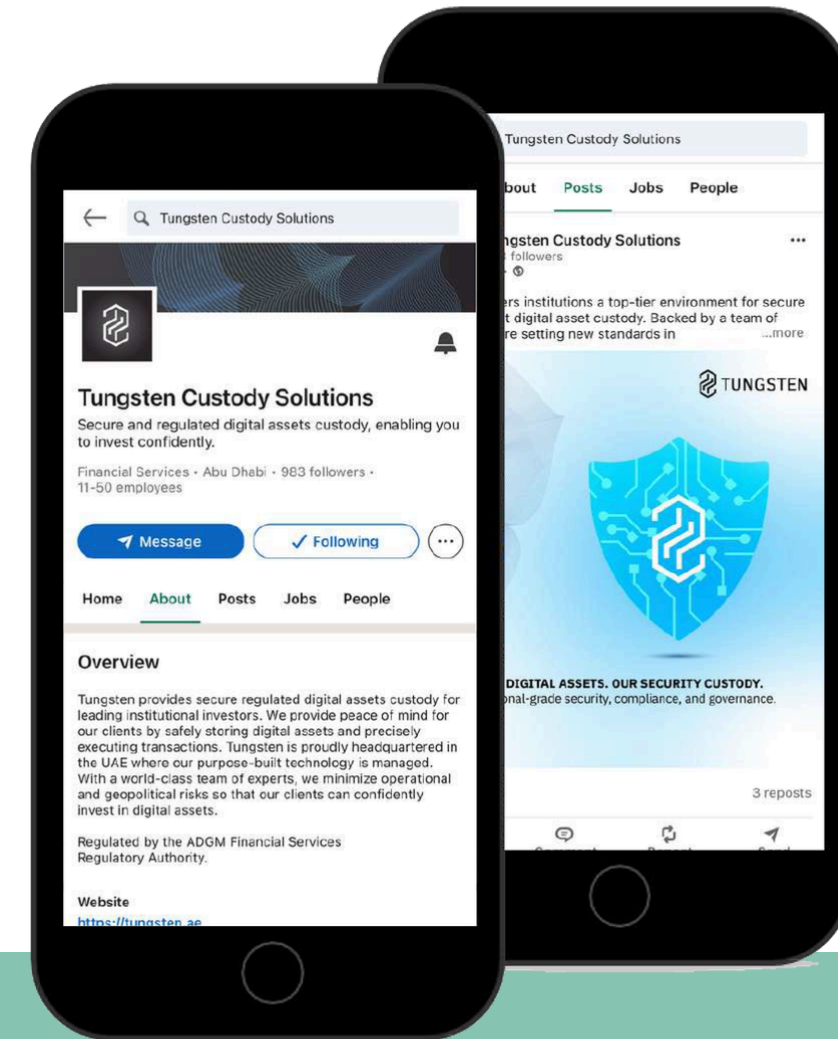 Tungsten Custody Solutions
Tungsten Custody Solutions
Secure and regulated digital assets custody, enabling you
to invest confidently.
Financial Services • Abu Dhabi • 983 followers •
11-50 employees
Message
Following
Home About Posts Jobs People
Overview
Tungsten provides secure regulated digital assets custody for
leading institutional investors. We provide peace of mind for
our clients by safely storing digital assets and precisely
executing transactions. Tungsten is proudly headquartered in
the UAE where our purpose-built technology is managed.
With a world-class team of experts, we minimize operational
and geopolitical risks so that our clients can confidently
invest in digital assets.
Regulated by the ADGM Financial Services
Regulatory Authority.
Website
https://tungsten.ae
Tungsten Custody Solutions
Posts Jobs People
Custody Solutions
followers
institutions a top-tier environment for secure
digital asset custody. Backed by a team of
setting new standards in ...more
TUNGSTEN
DIGITAL ASSETS. OUR SECURITY CUSTODY.
security, compliance, and governance.
3 reposts